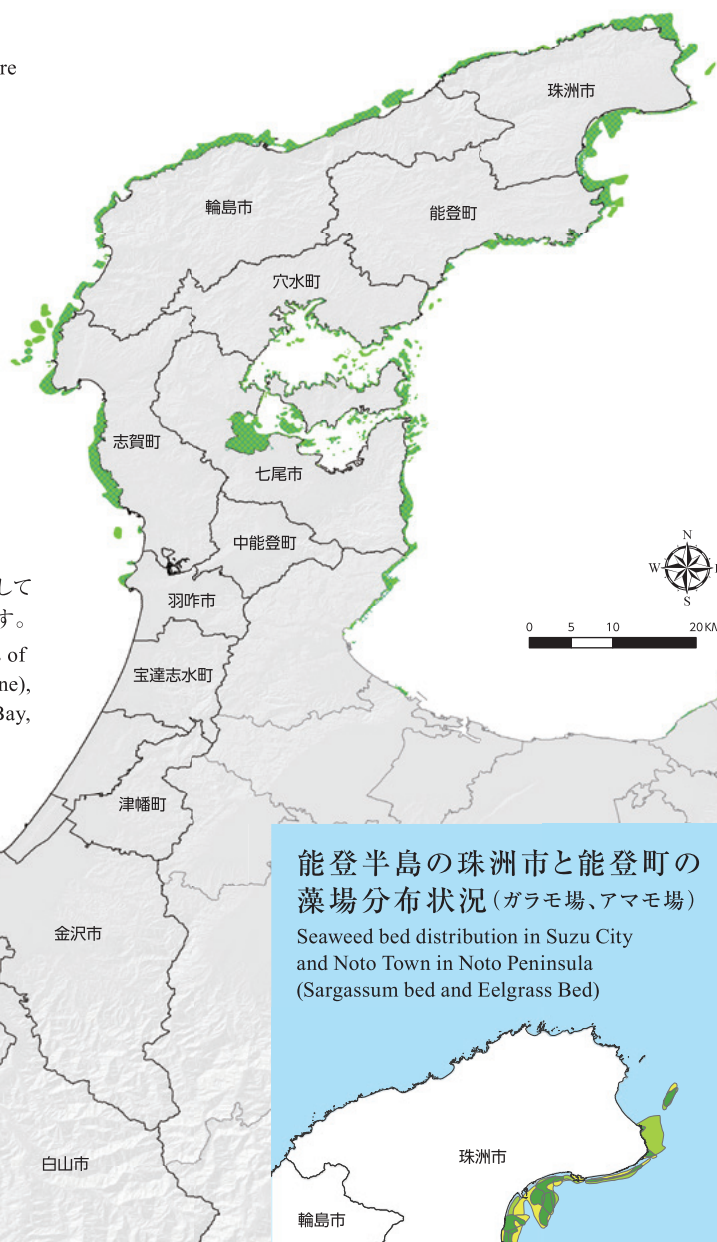 re
珠洲市
輪島市
能登町
穴水町
志賀町
七尾市
中能登町
羽咋市
宝達志水町
津幡町
金沢市
白山市
N
W
S
0 5 10 20 KM
して
す。
of
ne),
Bay,
能登半島の珠洲市と能登町の
藻場分布状況(ガラモ場、アマモ場)
Seaweed bed distribution in Suzu City
and Noto Town in Noto Peninsula
(Sargassum bed and Eelgrass Bed)
珠洲市
輪島市